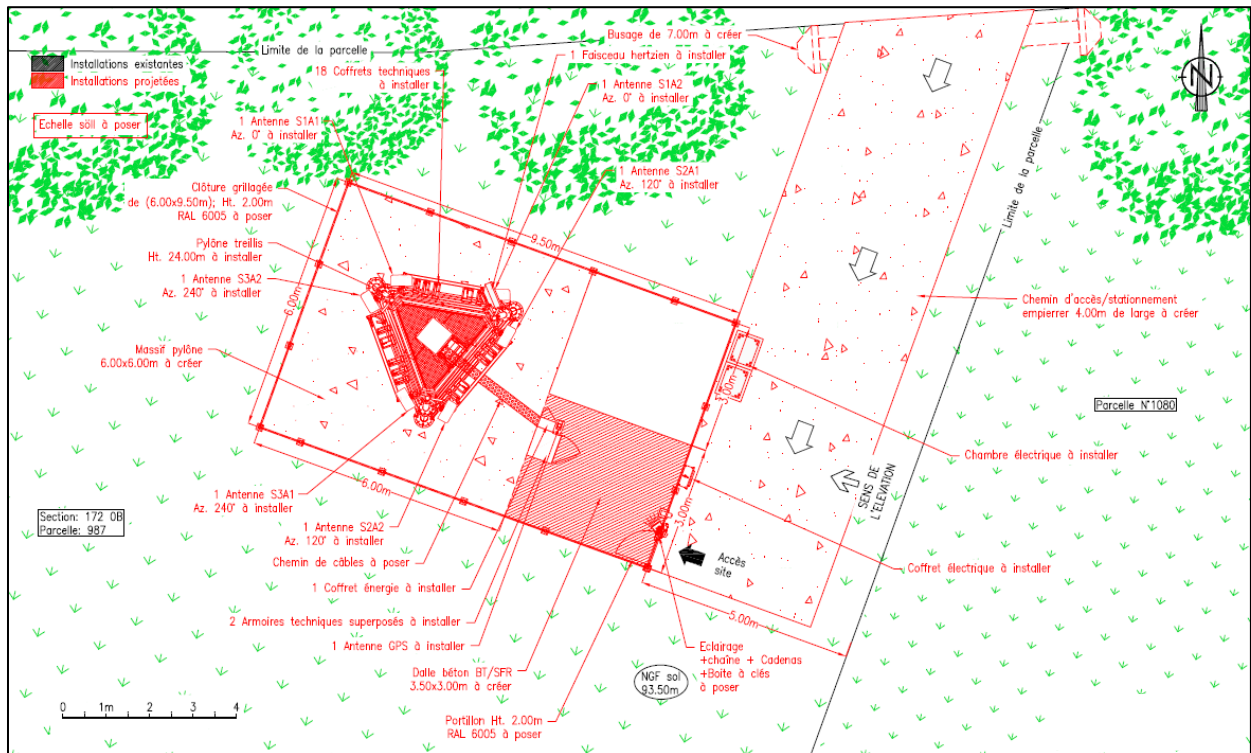 Busage de 7.00m à créer
Limite de la parcelle
1 Faisceau hertzien à installer
Installations existantes
Installations projetées
18 Coffrets techniques
à installer
1 Antenne S1A2
Az. 0° à installer
Echelle söll à poser
1 Antenne S1A1
Az. 0° à installer
1 Antenne S2A1
Az. 120° à installer
Limite de la parcelle
Clôture grillagée
de (6.00x9.50m); Ht. 2.00m
RAL 6005 à poser
9.50m
Pylône treillis
Ht. 24.00m à installer
1 Antenne S3A2
Az. 240° à installer
6.00m
Chemin d'accès/stationnement
empierrer 4.00m de large à créer
Massif pylône
6.00x6.00m à créer
3.00m
Parcelle N°1080
Chambre électrique à installer
SENS DE
L'ELEVATION
6.00m
1 Antenne S3A1
Az. 240° à installer
3.00m
Section: 172 0B
Parcelle: 987
1 Antenne S2A2
Az. 120° à installer
Accès
site
Chemin de câbles à poser
Coffret électrique à installer
1 Coffret énergie à installer
5.00m
2 Armoires techniques superposés à installer
1 Antenne GPS à installer
Eclairage
+chaîne + Cadenas
+Boite à clés
à poser
Dalle béton BT/SFR
3.50x3.00m à créer
NGF sol
93.50m
Portillon Ht. 2.00m
RAL 6005 à poser
0 1m 2 3 4
N